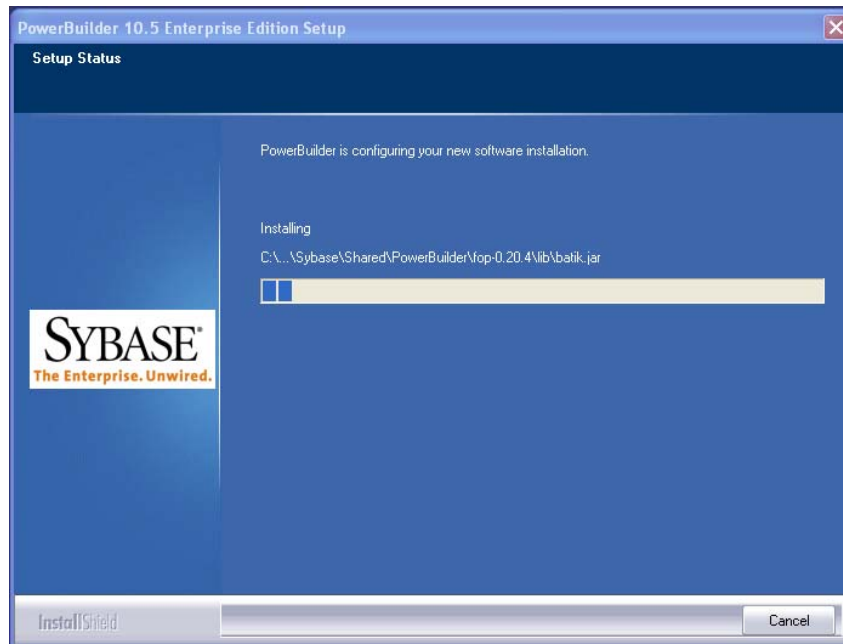 PowerBuilder 10.5 Enterprise Edition Setup
Setup Status
PowerBuilder is configuring your new software installation.
Installing
C:\...\Sybase\Shared\PowerBuilder\fop-0.20.4\lib\batik.jar
SYBASE®
The Enterprise. Unwired.
InstallShield
Cancel